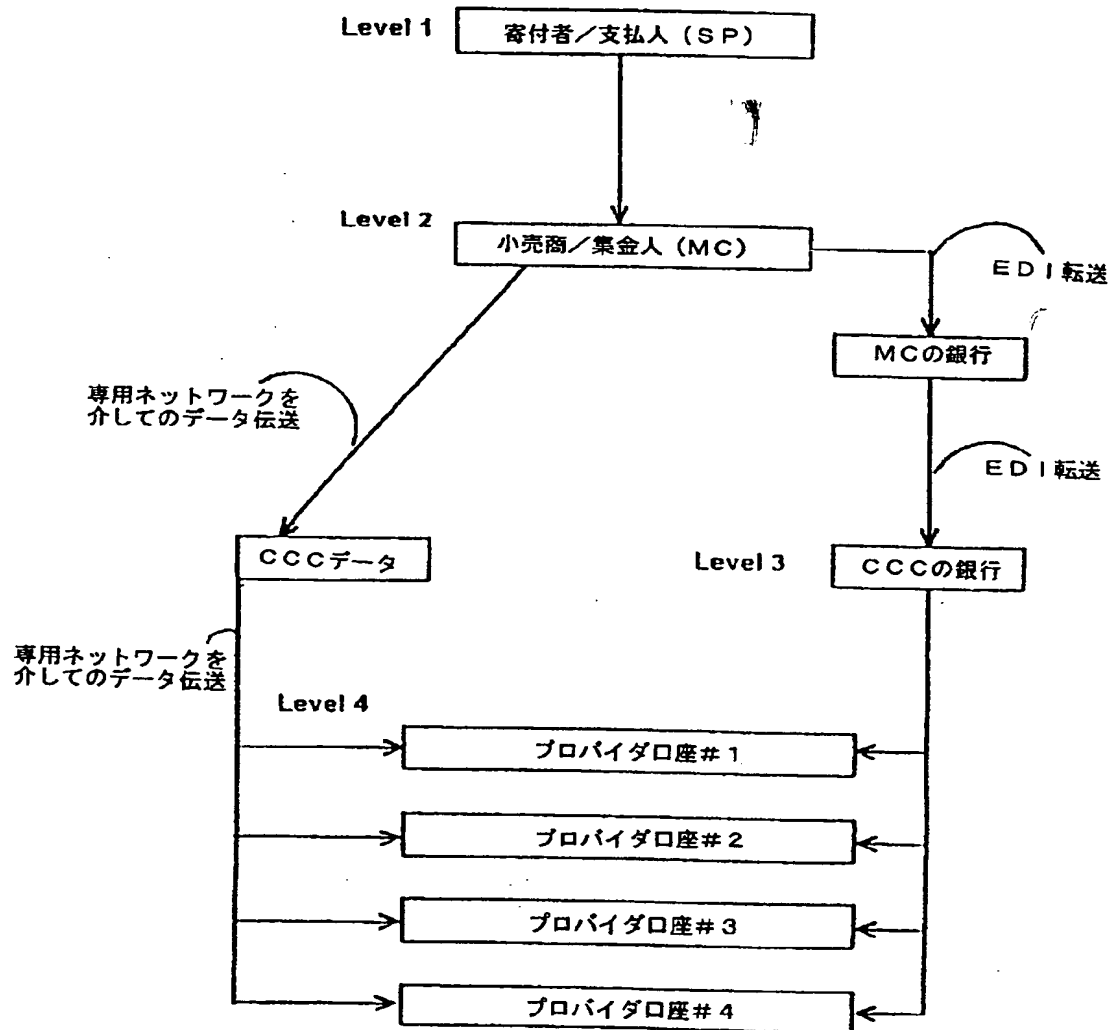 Level 1
寄付者／支払人（ＳＰ）
Level 2
小売商／集金人（ＭＣ）
ＥＤＩ転送
ＭＣの銀行
専用ネットワークを
介してのデータ伝送
ＥＤＩ転送
ＣＣＣデータ
Level 3
ＣＣＣの銀行
専用ネットワークを
介してのデータ伝送
Level 4
プロバイダ口座＃１
プロバイダ口座＃２
プロバイダ口座＃３
プロバイダ口座＃４